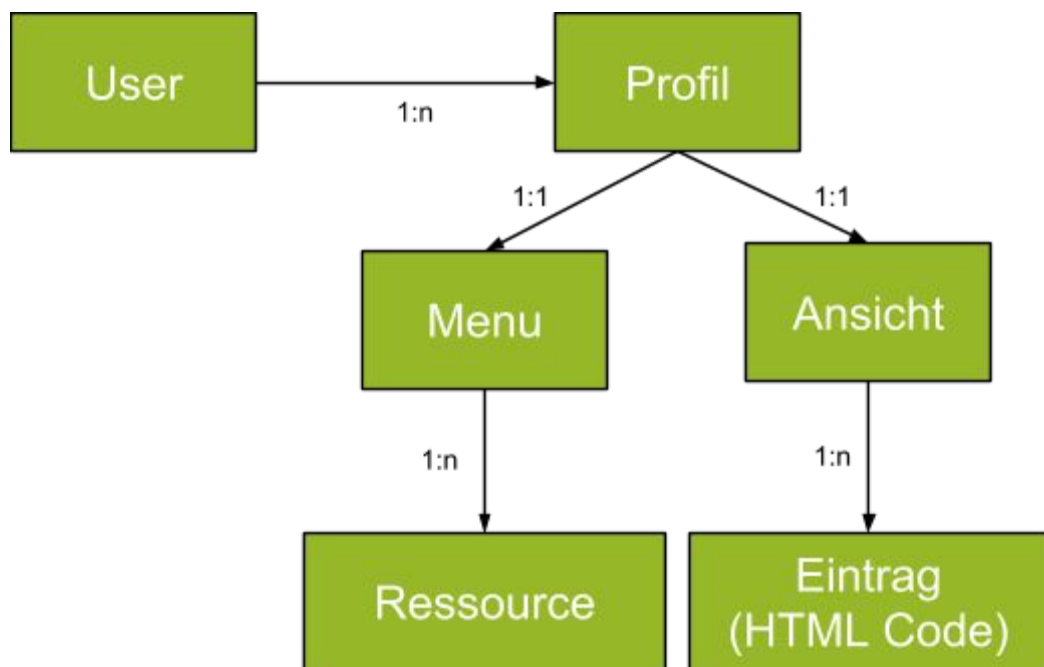 User
Profil
1:n
1:1
1:1
Menu
Ansicht
1:n
1:n
Ressource
Eintrag
(HTML Code)